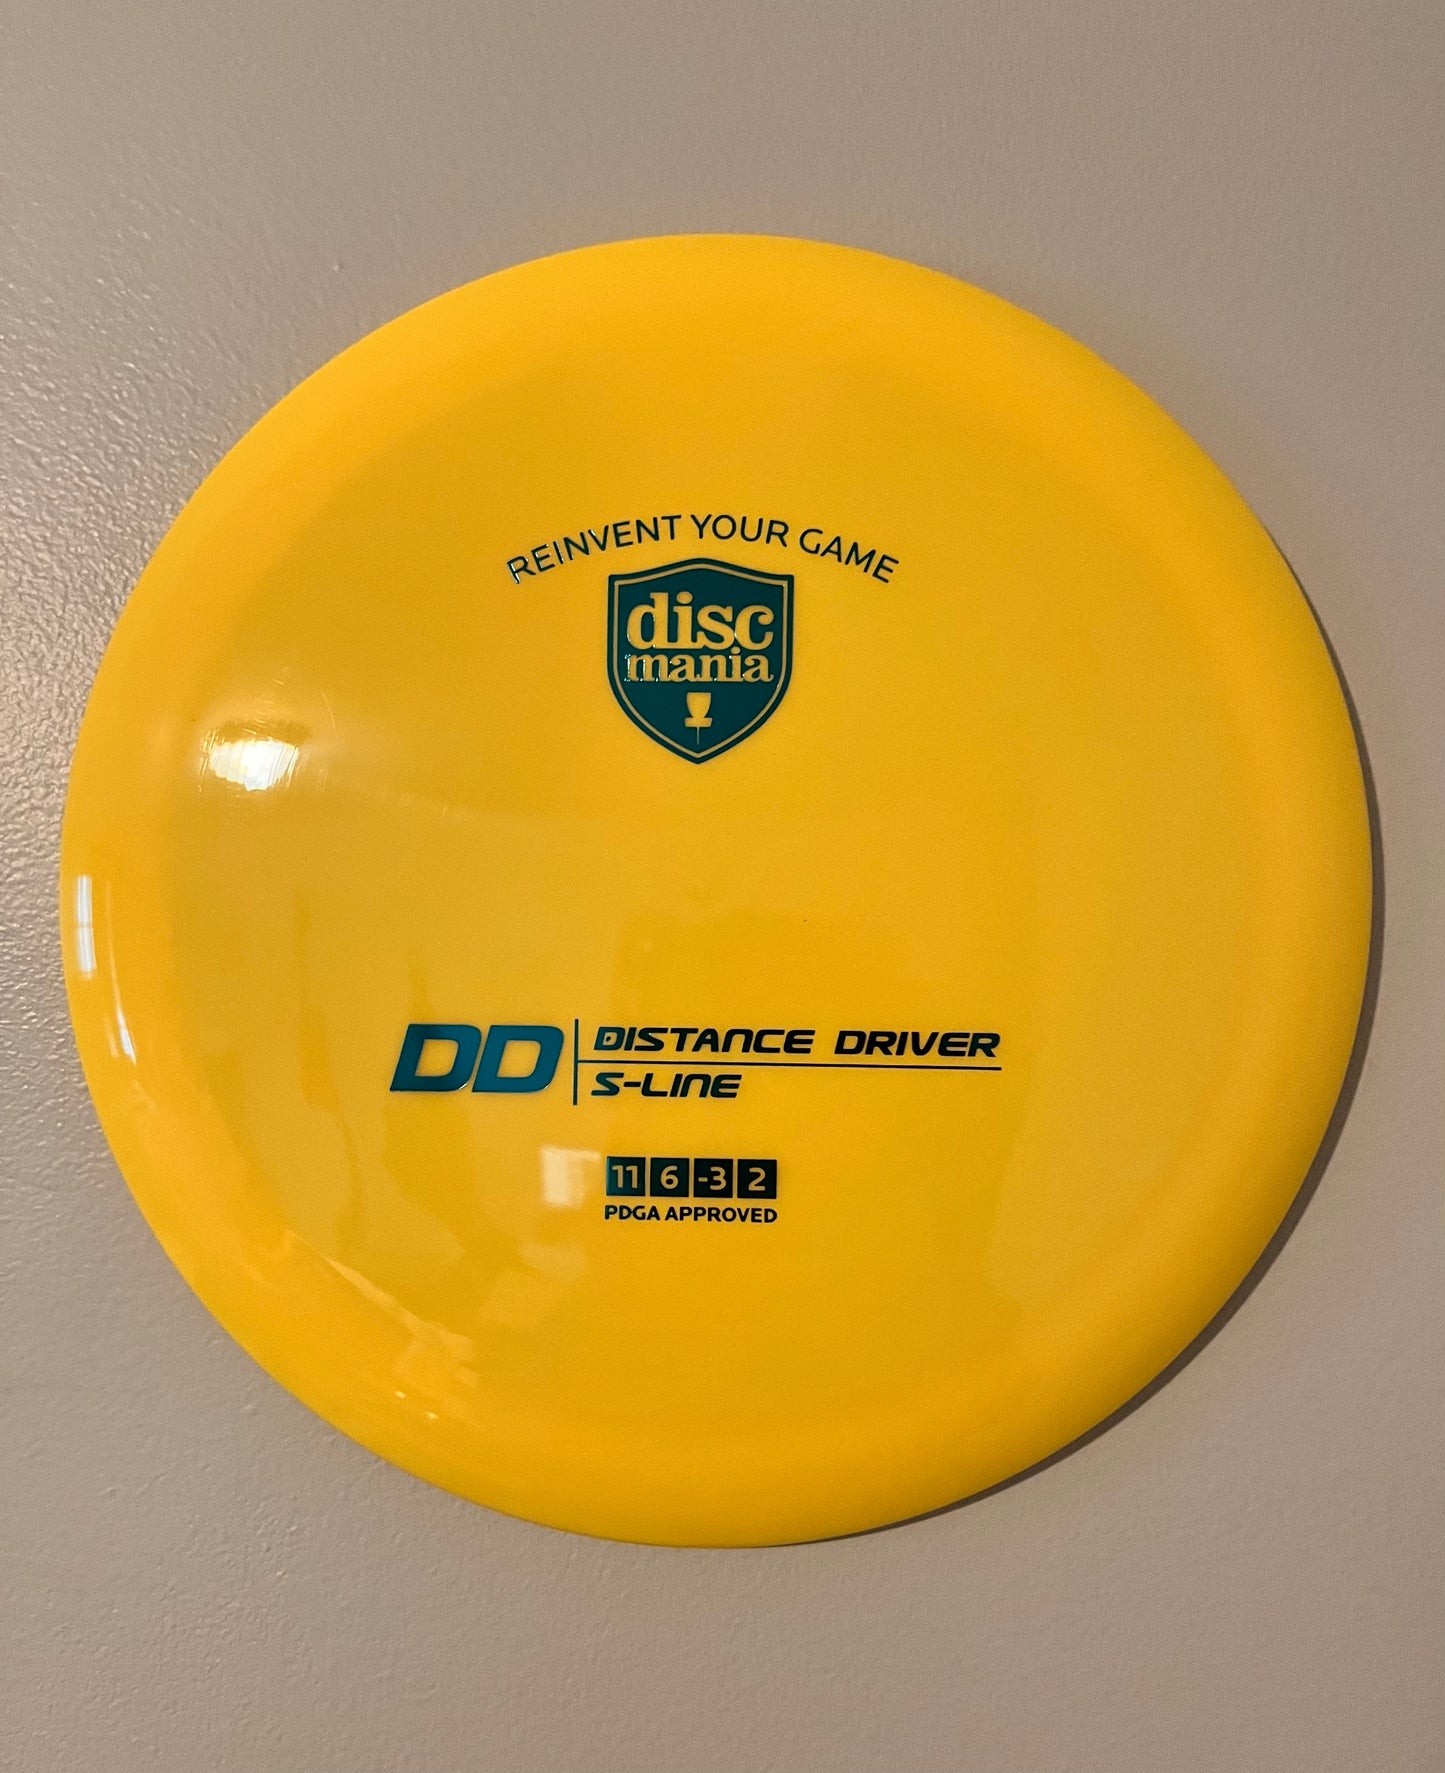 REINVENT YOUR GAME
disc
mania
DD
DISTANCE DRIVER
S-LINE
11 6 -3 2
PDGA APPROVED